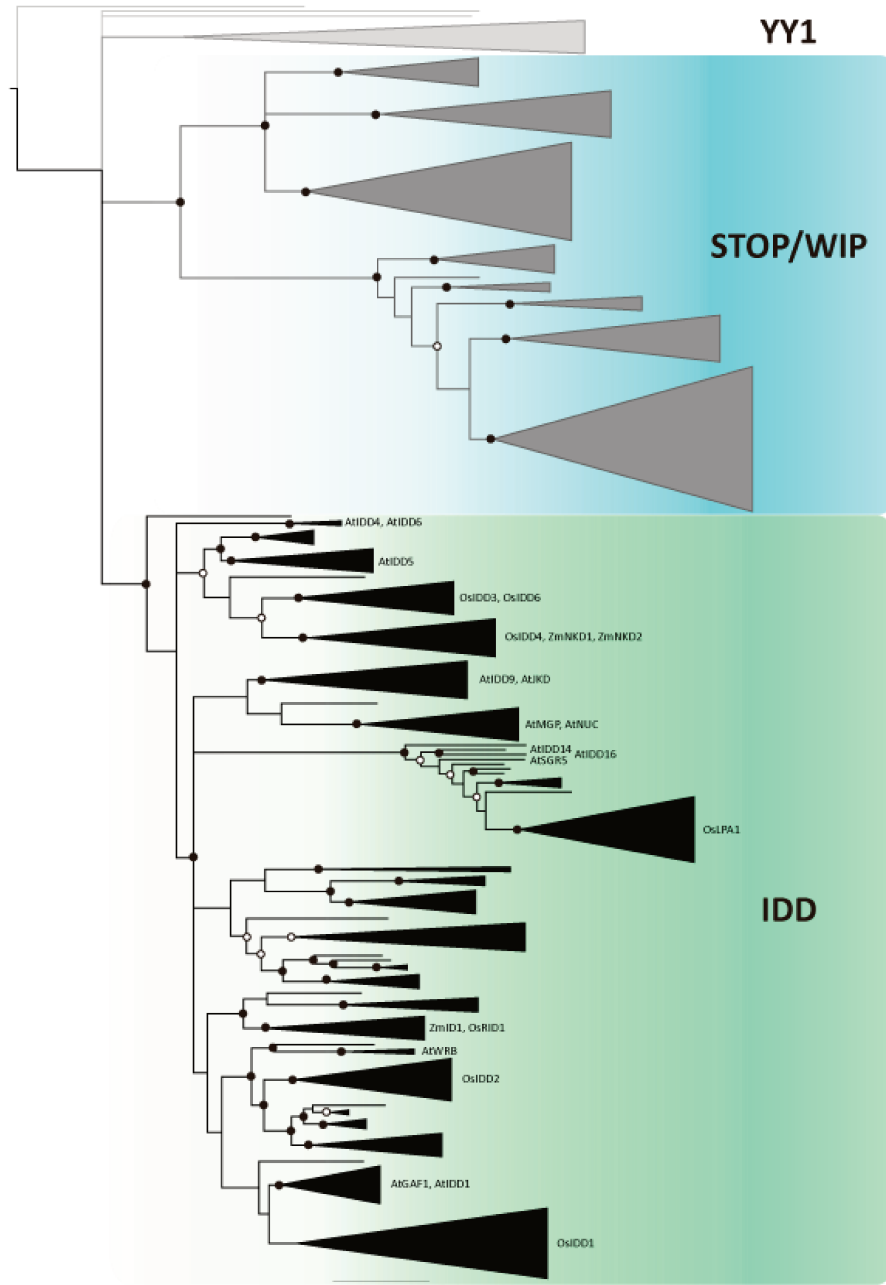 YY1
STOP/WIP
AtIDD4, AtIDD6
AtIDD5
OsIDD3, OsIDD6
OsIDD4, ZmNKD1, ZmNKD2
AtIDD9, AtJKD
AtMGP, AtNUC
AtIDD14
AtIDD16
AtSGR5
OsLPA1
IDD
ZmID1, OsRID1
AtWRB
OsIDD2
AtGAF1, AtIDD1
OsIDD1